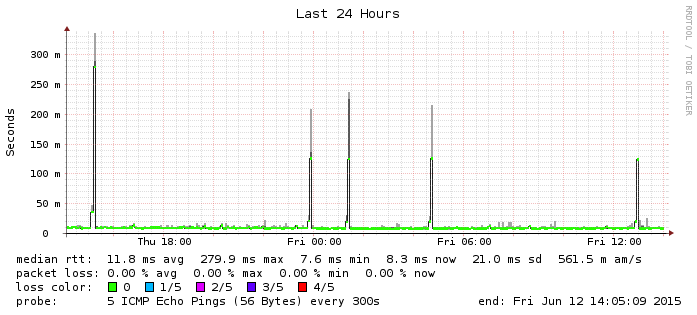 Last 24 Hours
RRDTOOL / TOBI OETIKER
Seconds
300 m
250 m
200 m
150 m
100 m
50 m
0
Thu 18:00 Fri 00:00 Fri 06:00 Fri 12:00
median rtt: 11.8 ms avg 279.9 ms max 7.6 ms min 8.3 ms now 21.0 ms sd 561.5 m am/s
packet loss: 0.00 % avg 0.00 % max 0.00 % min 0.00 % now
loss color: 0 1/5 2/5 3/5 4/5
probe: 5 ICMP Echo Pings (56 Bytes) every 300s end: Fri Jun 12 14:05:09 2015